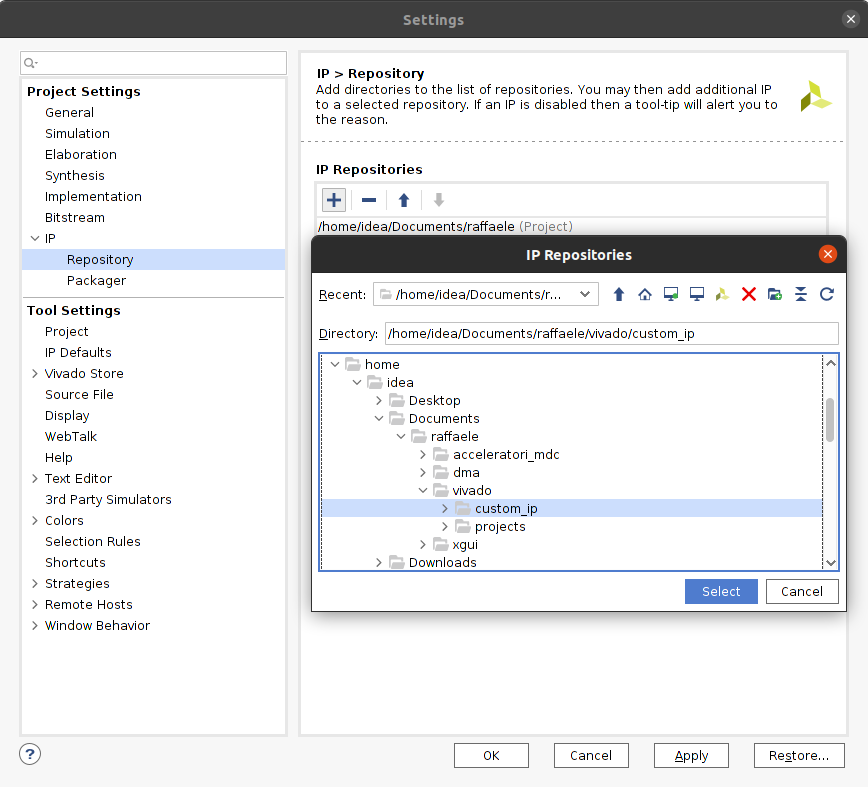 Settings
Project Settings
General
Simulation
Elaboration
Synthesis
Implementation
Bitstream
IP
Repository
Packager
Tool Settings
Project
IP Defaults
Vivado Store
Source File
Display
WebTalk
Help
Text Editor
3rd Party Simulators
Colors
Selection Rules
Shortcuts
Strategies
Remote Hosts
Window Behavior
IP > Repository
Add directories to the list of repositories. You may then add additional IP
to a selected repository. If an IP is disabled then a tool-tip will alert you to
the reason.
IP Repositories
/home/idea/Documents/raffaele (Project)
IP Repositories
Recent: /home/idea/Documents/r...
Directory: /home/idea/Documents/raffaele/vivado/custom_ip
home
idea
Desktop
Documents
raffaele
acceleratori_mdc
dma
vivado
custom_ip
projects
xgui
Downloads
Select Cancel
? OK Cancel Apply Restore...